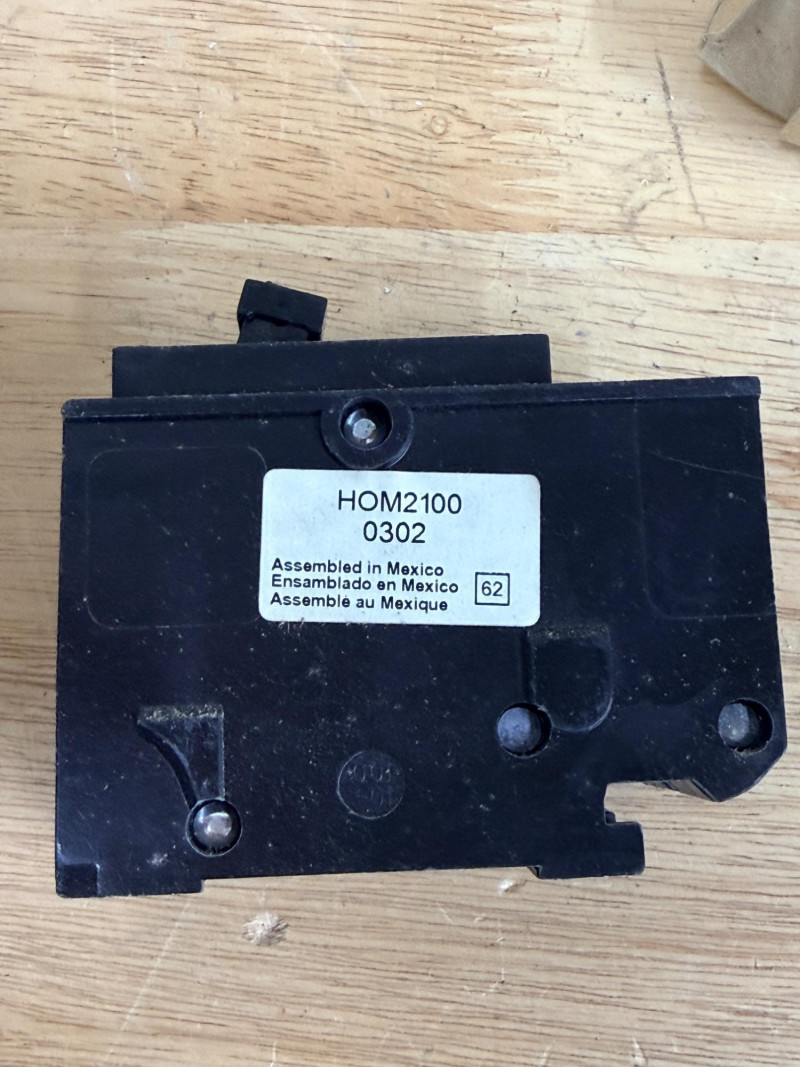 HOM2100
0302
Assembled in Mexico
Ensamblado en Mexico
Assemblé au Mexique
62